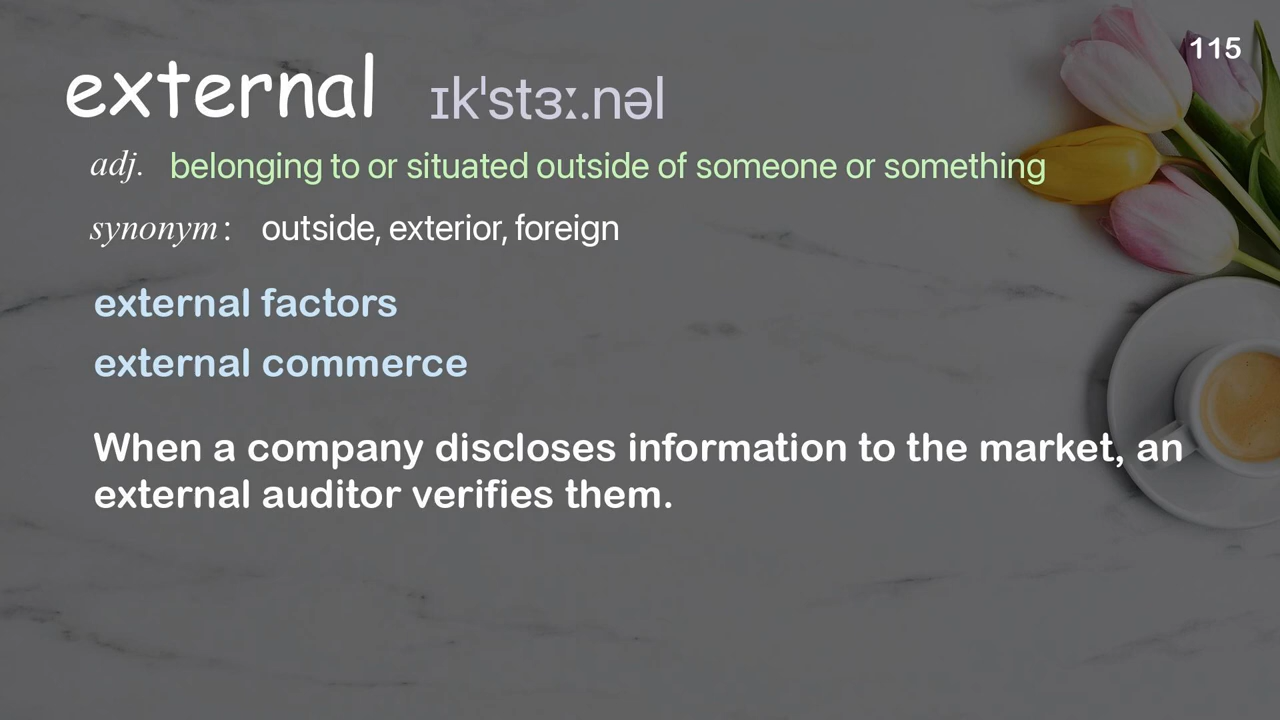 115
external ɪkˈstɜː.nəl
adj. belonging to or situated outside of someone or something
synonym : outside, exterior, foreign
external factors
external commerce
When a company discloses information to the market, an
external auditor verifies them.